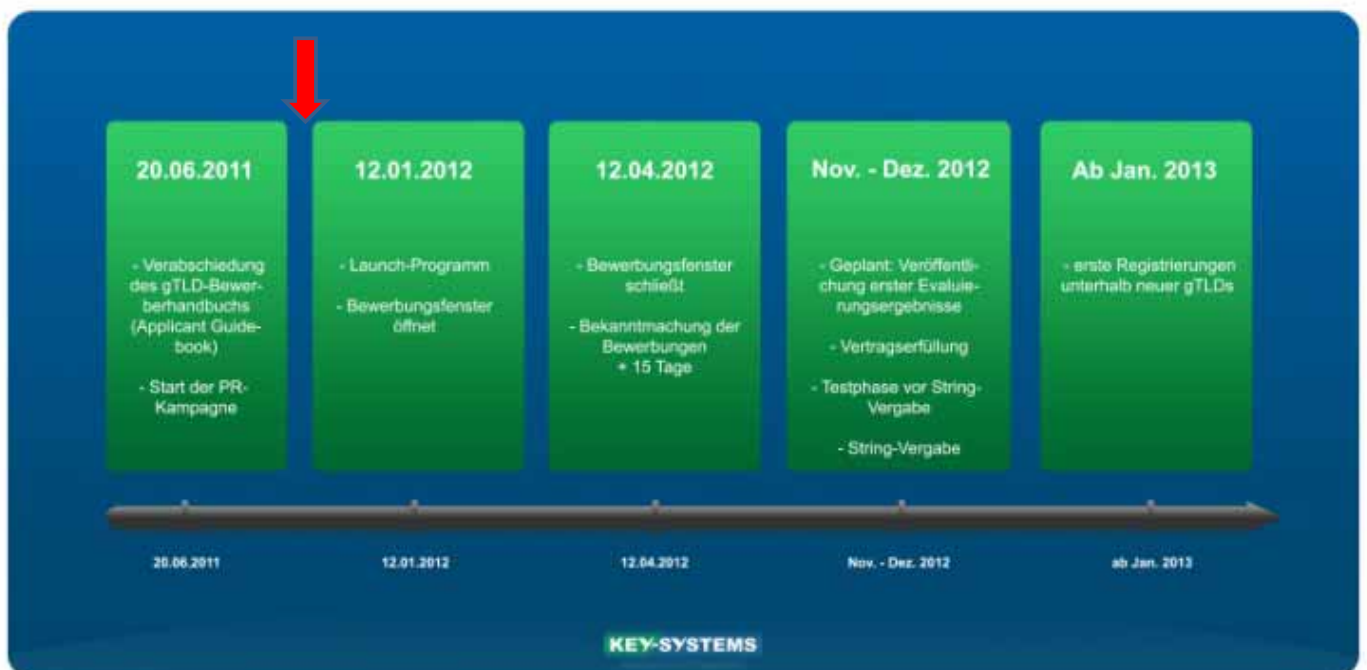 20.06.2011
- Verabschiedung
des gTLD-Bewer-
berhandbuchs
(Applicant Guide-
book)
- Start der PR-
Kampagne
12.01.2012
- Launch-Programm
- Bewerbungsfenster
öffnet
12.04.2012
- Bewerbungsfenster
schließt
- Bekanntmachung der
Bewerbungen
+ 15 Tage
Nov. - Dez. 2012
- Geplant: Veröffentli-
chung erster Evaluie-
rungsergebnisse
- Vertragserfüllung
- Testphase vor String-
Vergabe
- String-Vergabe
Ab Jan. 2013
- erste Registrierungen
unterhalb neuer gTLDs
20.06.2011
12.01.2012
12.04.2012
Nov. - Dez. 2012
ab Jan. 2013
KEY-SYSTEMS